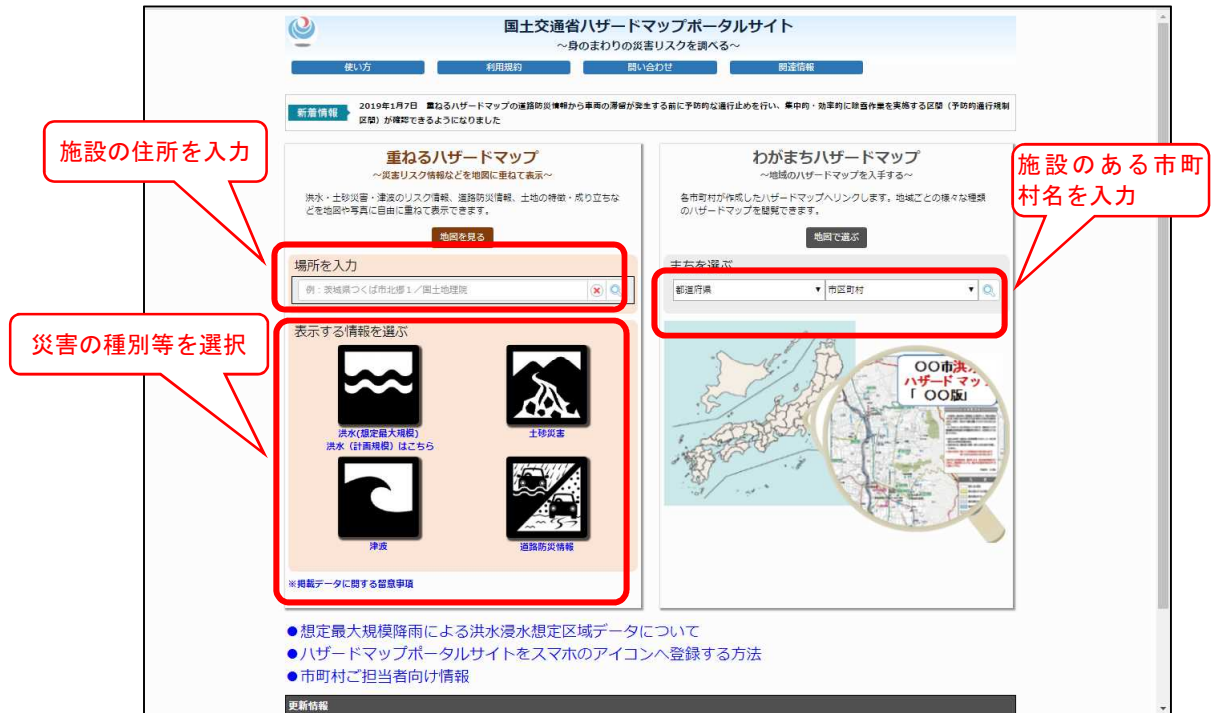 国土交通省ハザードマップポータルサイト
～身のまわりの災害リスクを調べる～
使い方
利用規約
問い合わせ
関連情報
新着情報
2019年1月7日 重ねるハザードマップの道路防災情報から車両の滞留が発生する前に予防的な通行止めを行い、集中的・効率的に除雪作業を実施する区間（予防的通行規制
区間）が確認できるようになりました
施設の住所を入力
重ねるハザードマップ
～災害リスク情報などを地図に重ねて表示～
洪水・土砂災害・津波のリスク情報、道路防災情報、土地の特徴・成り立ちな
どを地図や写真に自由に重ねて表示できます。
地図を見る
場所を入力
例：茨城県つくば市北郷１／国土地理院
災害の種別等を選択
表示する情報を選ぶ
洪水(想定最大規模)
洪水（計画規模）はこちら
土砂災害
津波
道路防災情報
※掲載データに関する留意事項
わがまちハザードマップ
～地域のハザードマップを入手する～
各市町村が作成したハザードマップへリンクします。地域ごとの様々な種類
のハザードマップを閲覧できます。
地図で選ぶ
施設のある市町
村名を入力
まちを選ぶ
都道府県
市区町村
〇〇市洪
ハザードマッ
「 〇〇版」
●想定最大規模降雨による洪水浸水想定区域データについて
●ハザードマップポータルサイトをスマホのアイコンへ登録する方法
●市町村ご担当者向け情報
更新情報